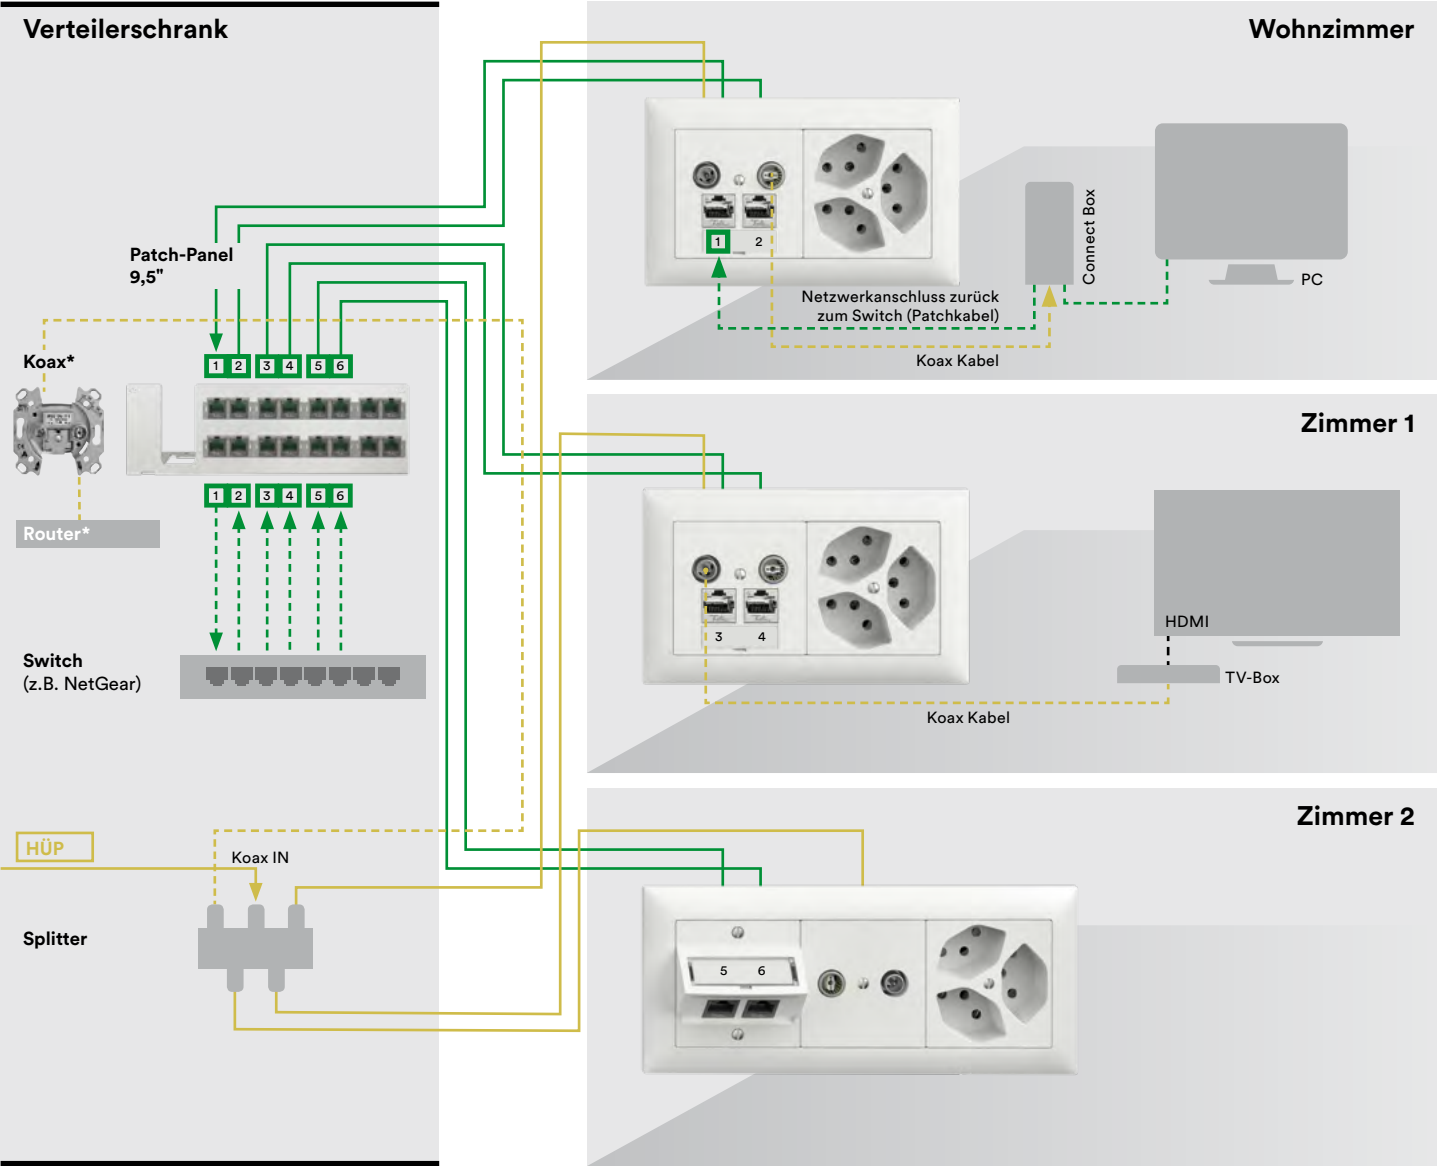 Verteilerschrank
Patch-Panel
9,5"
Koax*
1 2 3 4 5 6
1 2 3 4 5 6
Router*
Switch
(z.B. NetGear)
HÜP
Koax IN
Splitter
Wohnzimmer
1 2
Connect Box
PC
Netzwerkanschluss zurück
zum Switch (Patchkabel)
Koax Kabel
Zimmer 1
3 4
HDMI
TV-Box
Koax Kabel
Zimmer 2
5 6